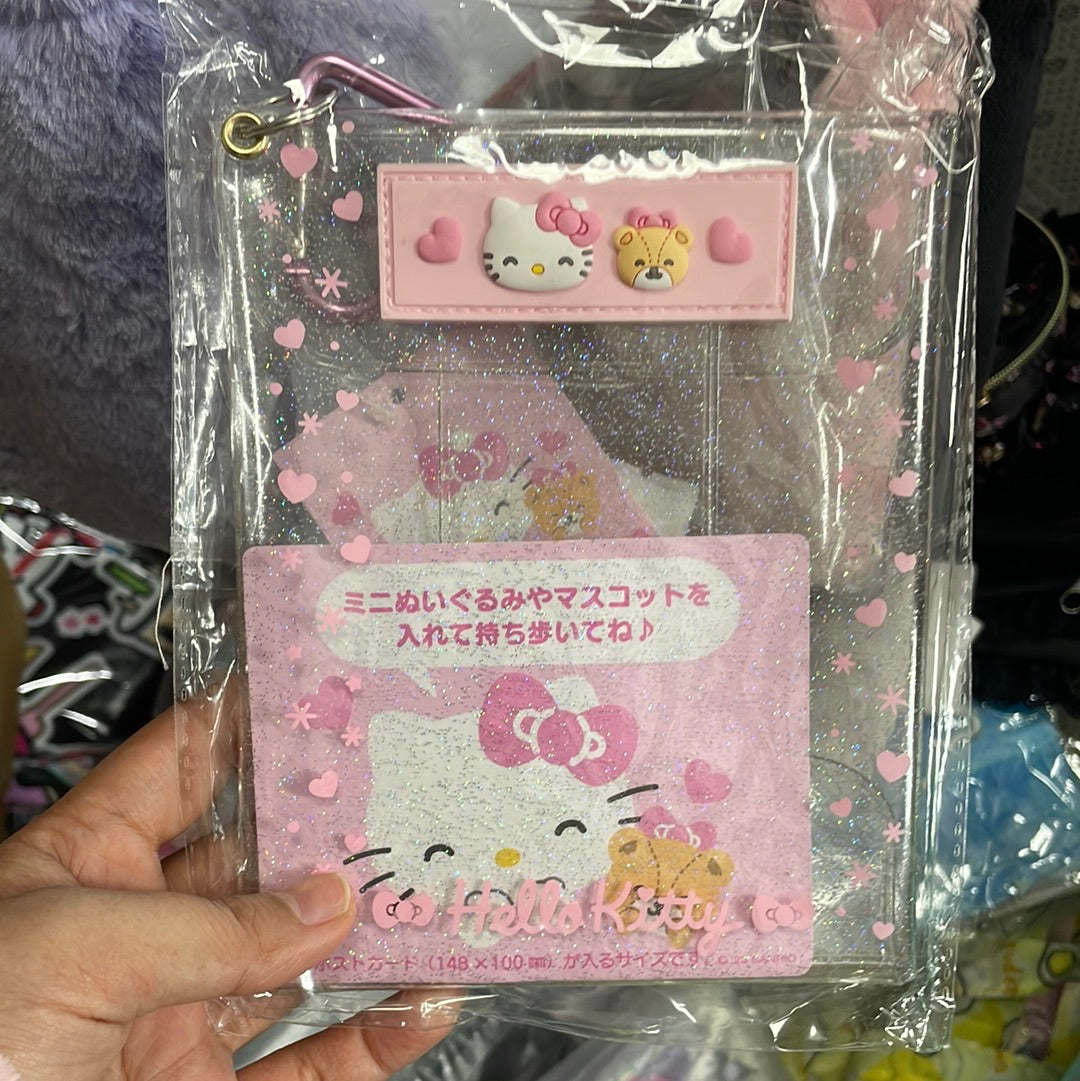 ミニぬいぐるみやマスコットを
入れて持ち歩いてね♪
Hello Kitty
ポストカード（148×100㎜）が入るサイズです。